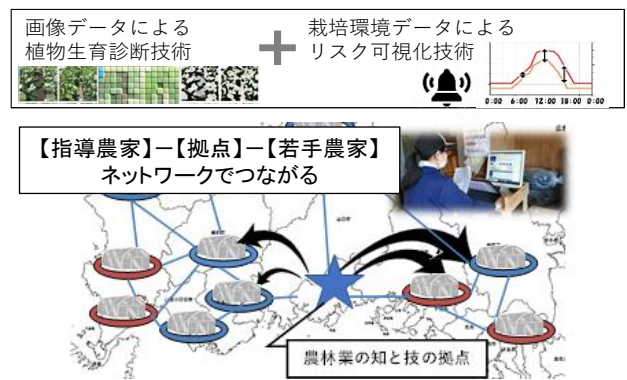 画像データによる
植物生育診断技術
栽培環境データによる
リスク可視化技術
0:00 6:00 12:00 18:00 0:00
【指導農家】－【拠点】－【若手農家】
ネットワークでつながる
農林業の知と技の拠点